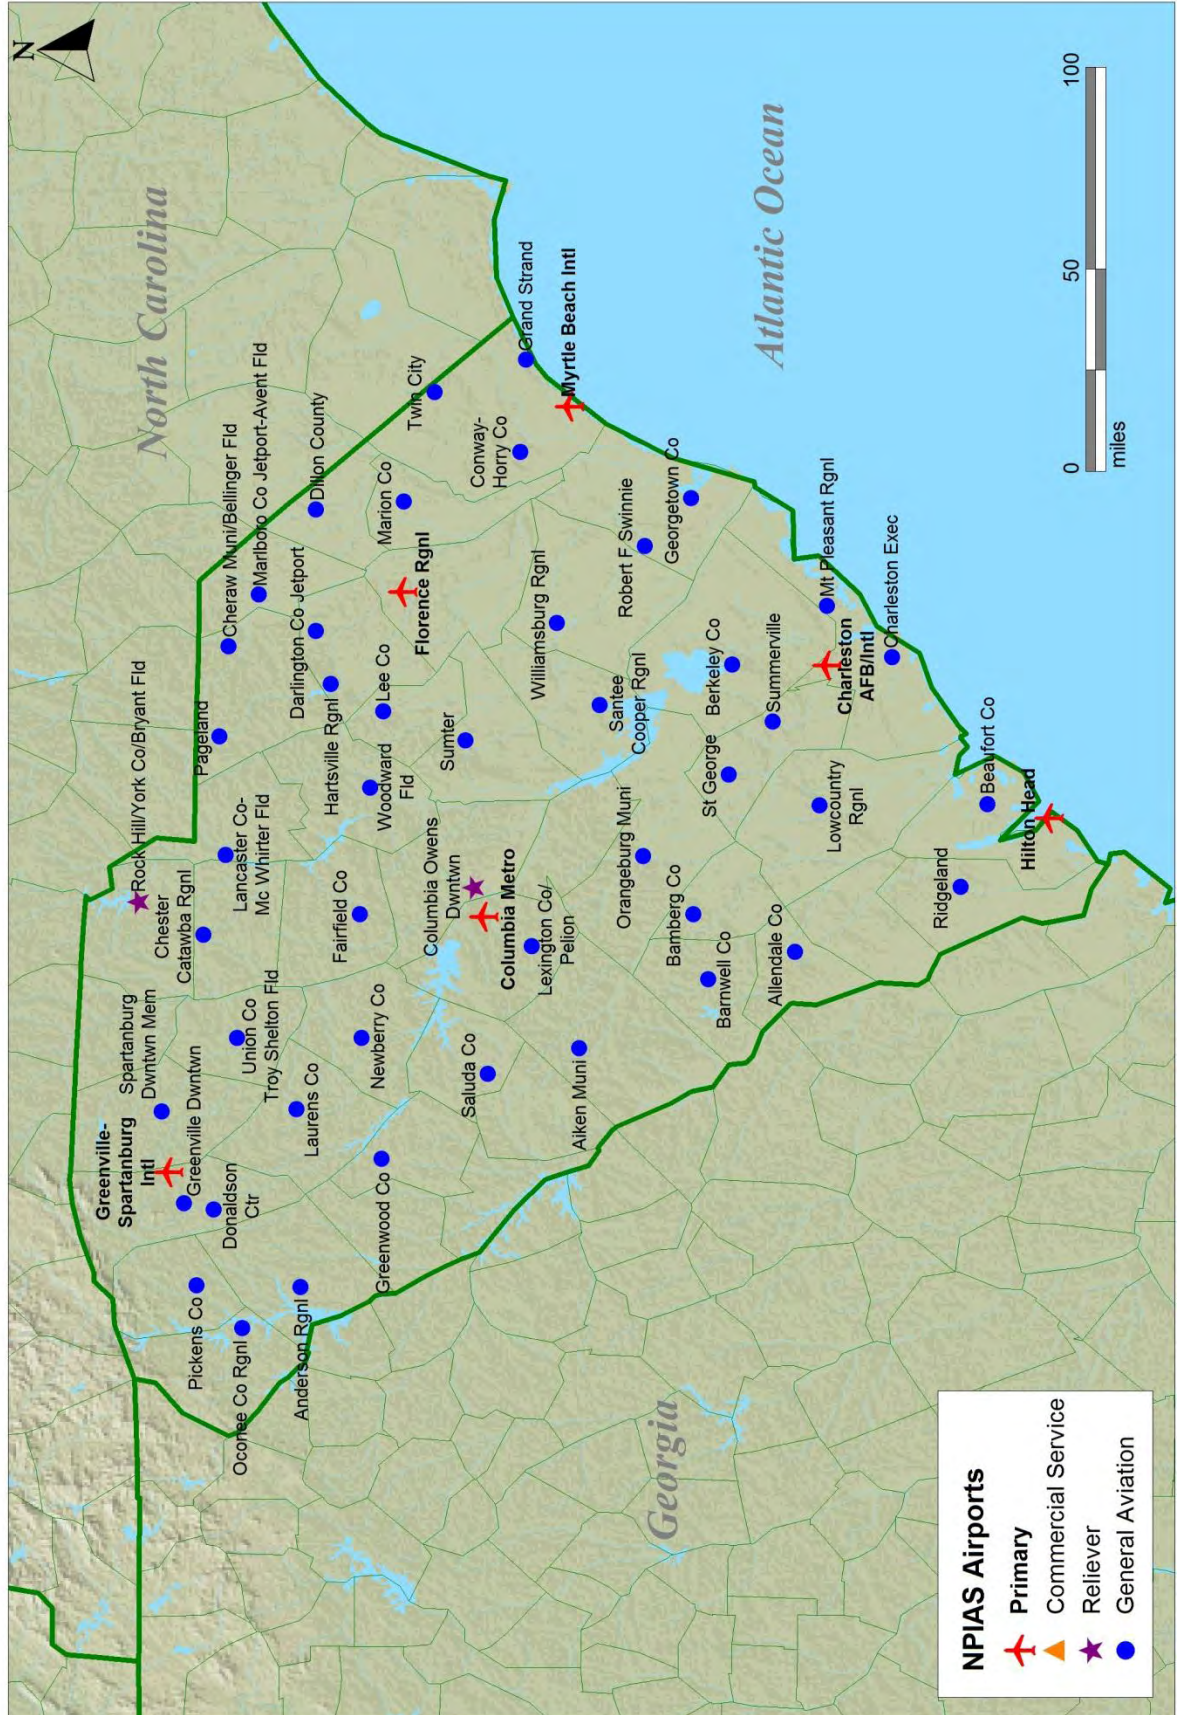 N
North Carolina
Rock Hill/York Co/Bryant Fld
Cheraw Muni/Bellinger Fld
Marlboro Co Jetport-Avent Fld
Pageland
Chester
Catawba Rgnl
Lancaster Co-
Mc Whirter Fld
Spartanburg
Dwntwn Mem
Greenville-
Spartanburg
Intl
Greenville Dwntwn
Donaldson
Ctr
Pickens Co
Oconee Co Rgnl
Anderson Rgnl
Union Co
Troy Shelton Fld
Laurens Co
Newberry Co
Greenwood Co
Fairfield Co
Hartsville Rgnl
Darlington Co Jetport
Dillon County
Twin City
Marion Co
Florence Rgnl
Lee Co
Woodward
Fld
Sumter
Columbia Owens
Dwntwn
Columbia Metro
Lexington Co/
Pelion
Saluda Co
Aiken Muni
Conway-
Horry Co
Grand Strand
Myrtle Beach Intl
Williamsburg Rgnl
Robert F Swinnie
Georgetown Co
Santee
Cooper Rgnl
Orangeburg Muni
Bamberg Co
Barnwell Co
Allendale Co
St George
Berkeley Co
Summerville
Lowcountry
Rgnl
Mt Pleasant Rgnl
Charleston
AFB/Intl
Charleston Exec
Beaufort Co
Hilton Head
Ridgeland
Atlantic Ocean
Georgia
0
50
100
miles
NPIAS Airports
Primary
Commercial Service
Reliever
General Aviation